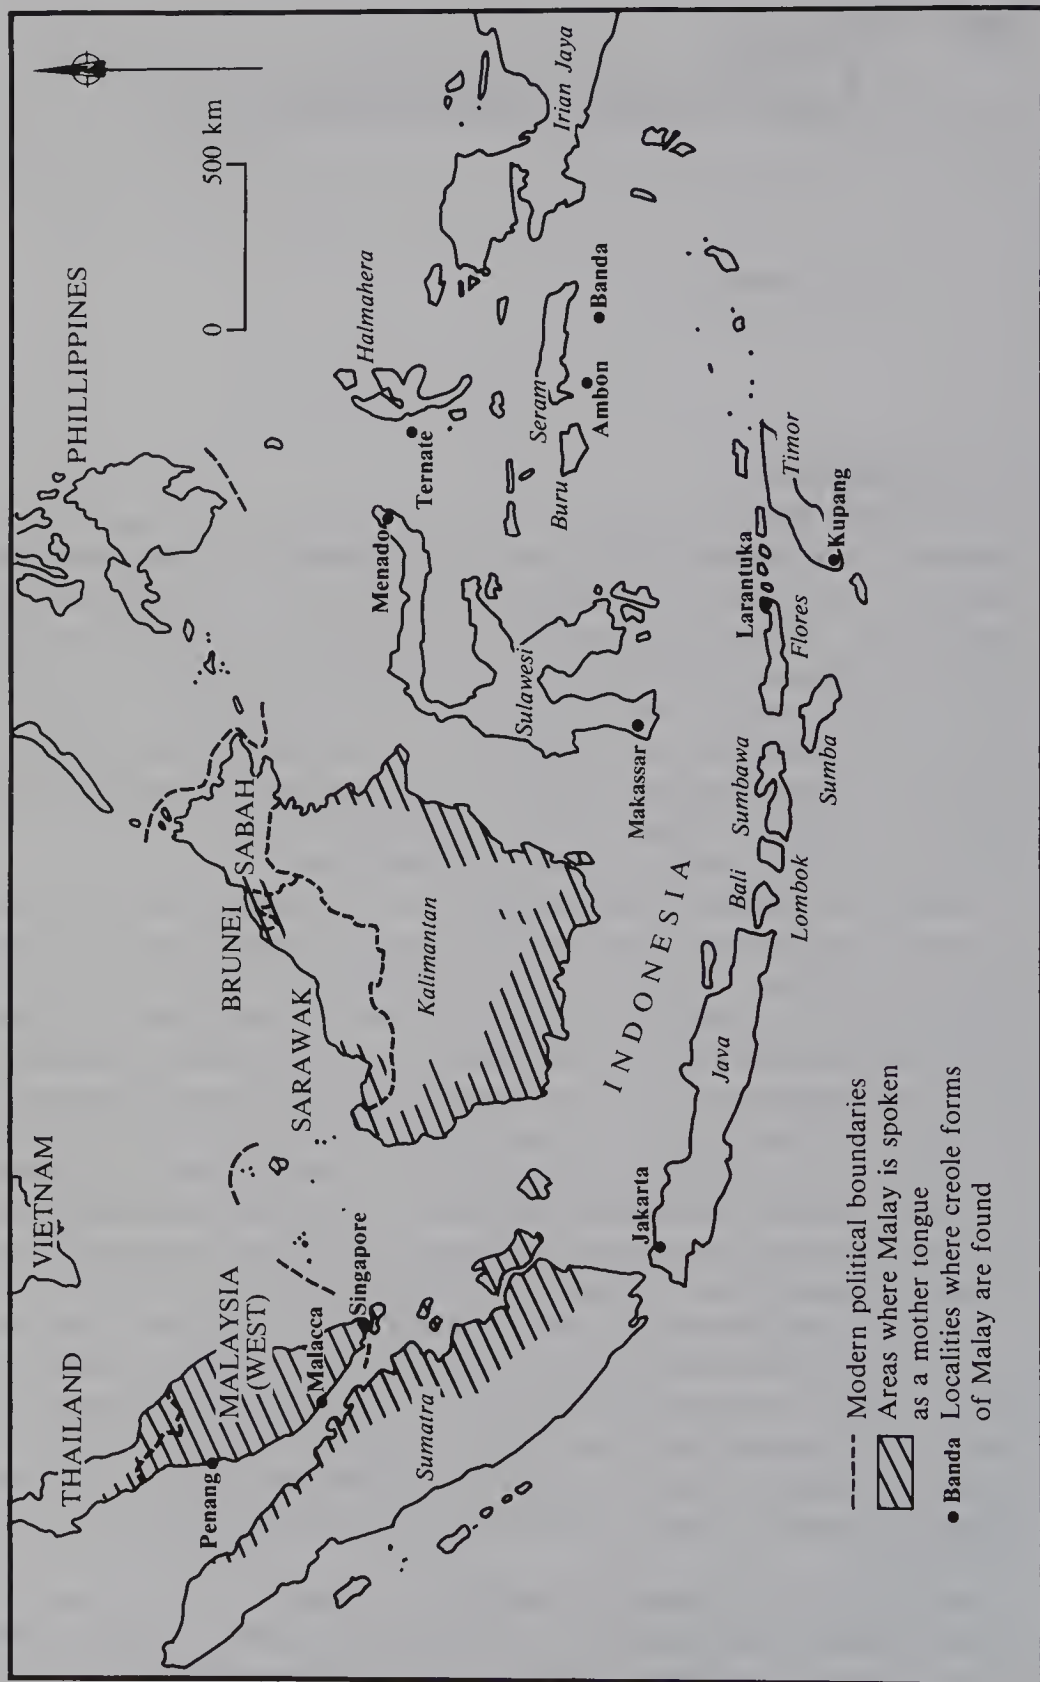 THAILAND
VIETNAM
PHILLIPPINES
0 500 km
Penang
MALAYSIA
(WEST)
Malacca
Singapore
Sumatra
SARAWAK
BRUNEI
SABAH
Kalimantan
Menado
Ternate
Halmahera
Sulawesi
Buru
Seram
Ambon
Banda
Irian Jaya
Makassar
INDONESIA
Jakarta
Java
Bali
Lombok
Sumbawa
Sumba
Larantuka
Flores
Timor
Kupang
Modern political boundaries
Areas where Malay is spoken
as a mother tongue
Banda Localities where creole forms
of Malay are found